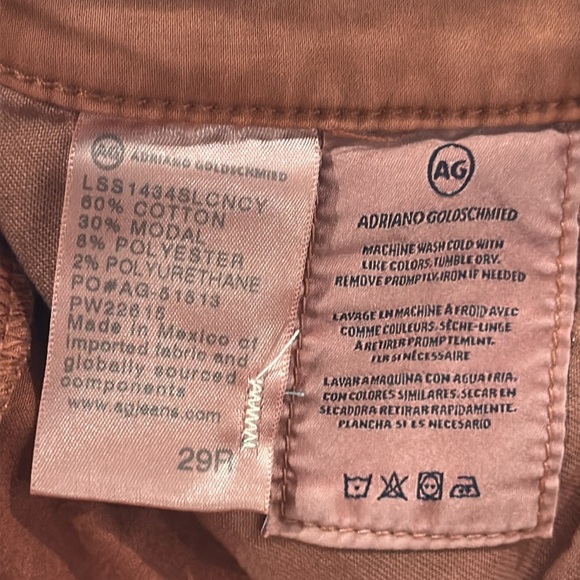 AG ADRIANO GOLDSCHMIED
LSS1434SLCNCY
60% COTTON
30% MODAL
8% POLYESTER
2% POLYURETHANE
PO#AG-51613
PW22615
Made in Mexico of
imported fabric and
globally sourced
components
www.agjeans.com
29R
AG
ADRIANO GOLDSCHMIED
MACHINE WASH COLD WITH
LIKE COLORS, TUMBLE DRY.
REMOVE PROMPTLY, IRON IF NEEDED
LAVAGE EN MACHINE À FROID AVEC
COMME COULEURS. SÈCHE-LINGE
À RETIRER PROMPTEMENT.
FER SI NÉCESSAIRE
LAVAR A MAQUINA CON AGUA FRIA,
CON COLORES SIMILARES. SECAR EN
SECADORA RETIRAR RAPIDAMENTE.
PLANCHA SI ES NECESARIO